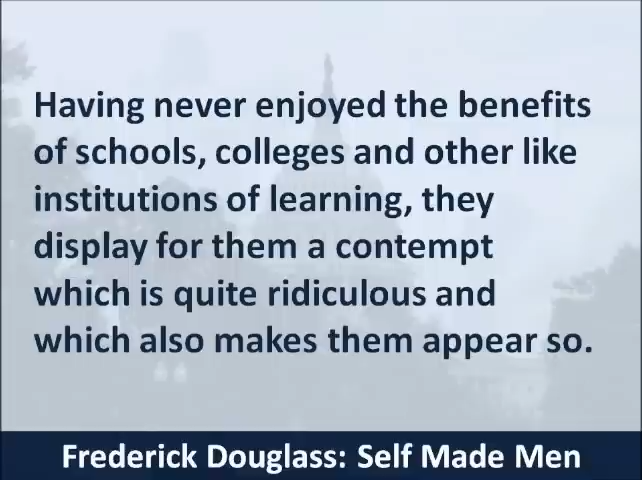 Having never enjoyed the benefits
of schools, colleges and other like
institutions of learning, they
display for them a contempt
which is quite ridiculous and
which also makes them appear so.
Frederick Douglass: Self Made Men